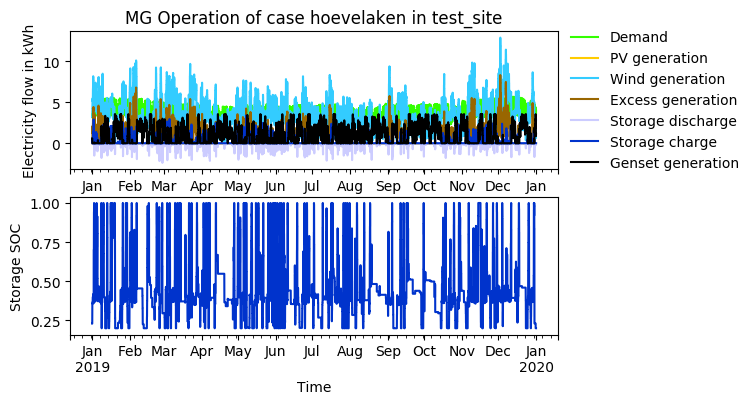 MG Operation of case hoevelaken in test_site
Electricity flow in kWh
10
5
0
Jan Feb Mar Apr May Jun Jul Aug Sep Oct Nov Dec Jan
Demand
PV generation
Wind generation
Excess generation
Storage discharge
Storage charge
Genset generation
Storage SOC
1.00
0.75
0.50
0.25
Jan Feb Mar Apr May Jun Jul Aug Sep Oct Nov Dec Jan
2019 2020
Time